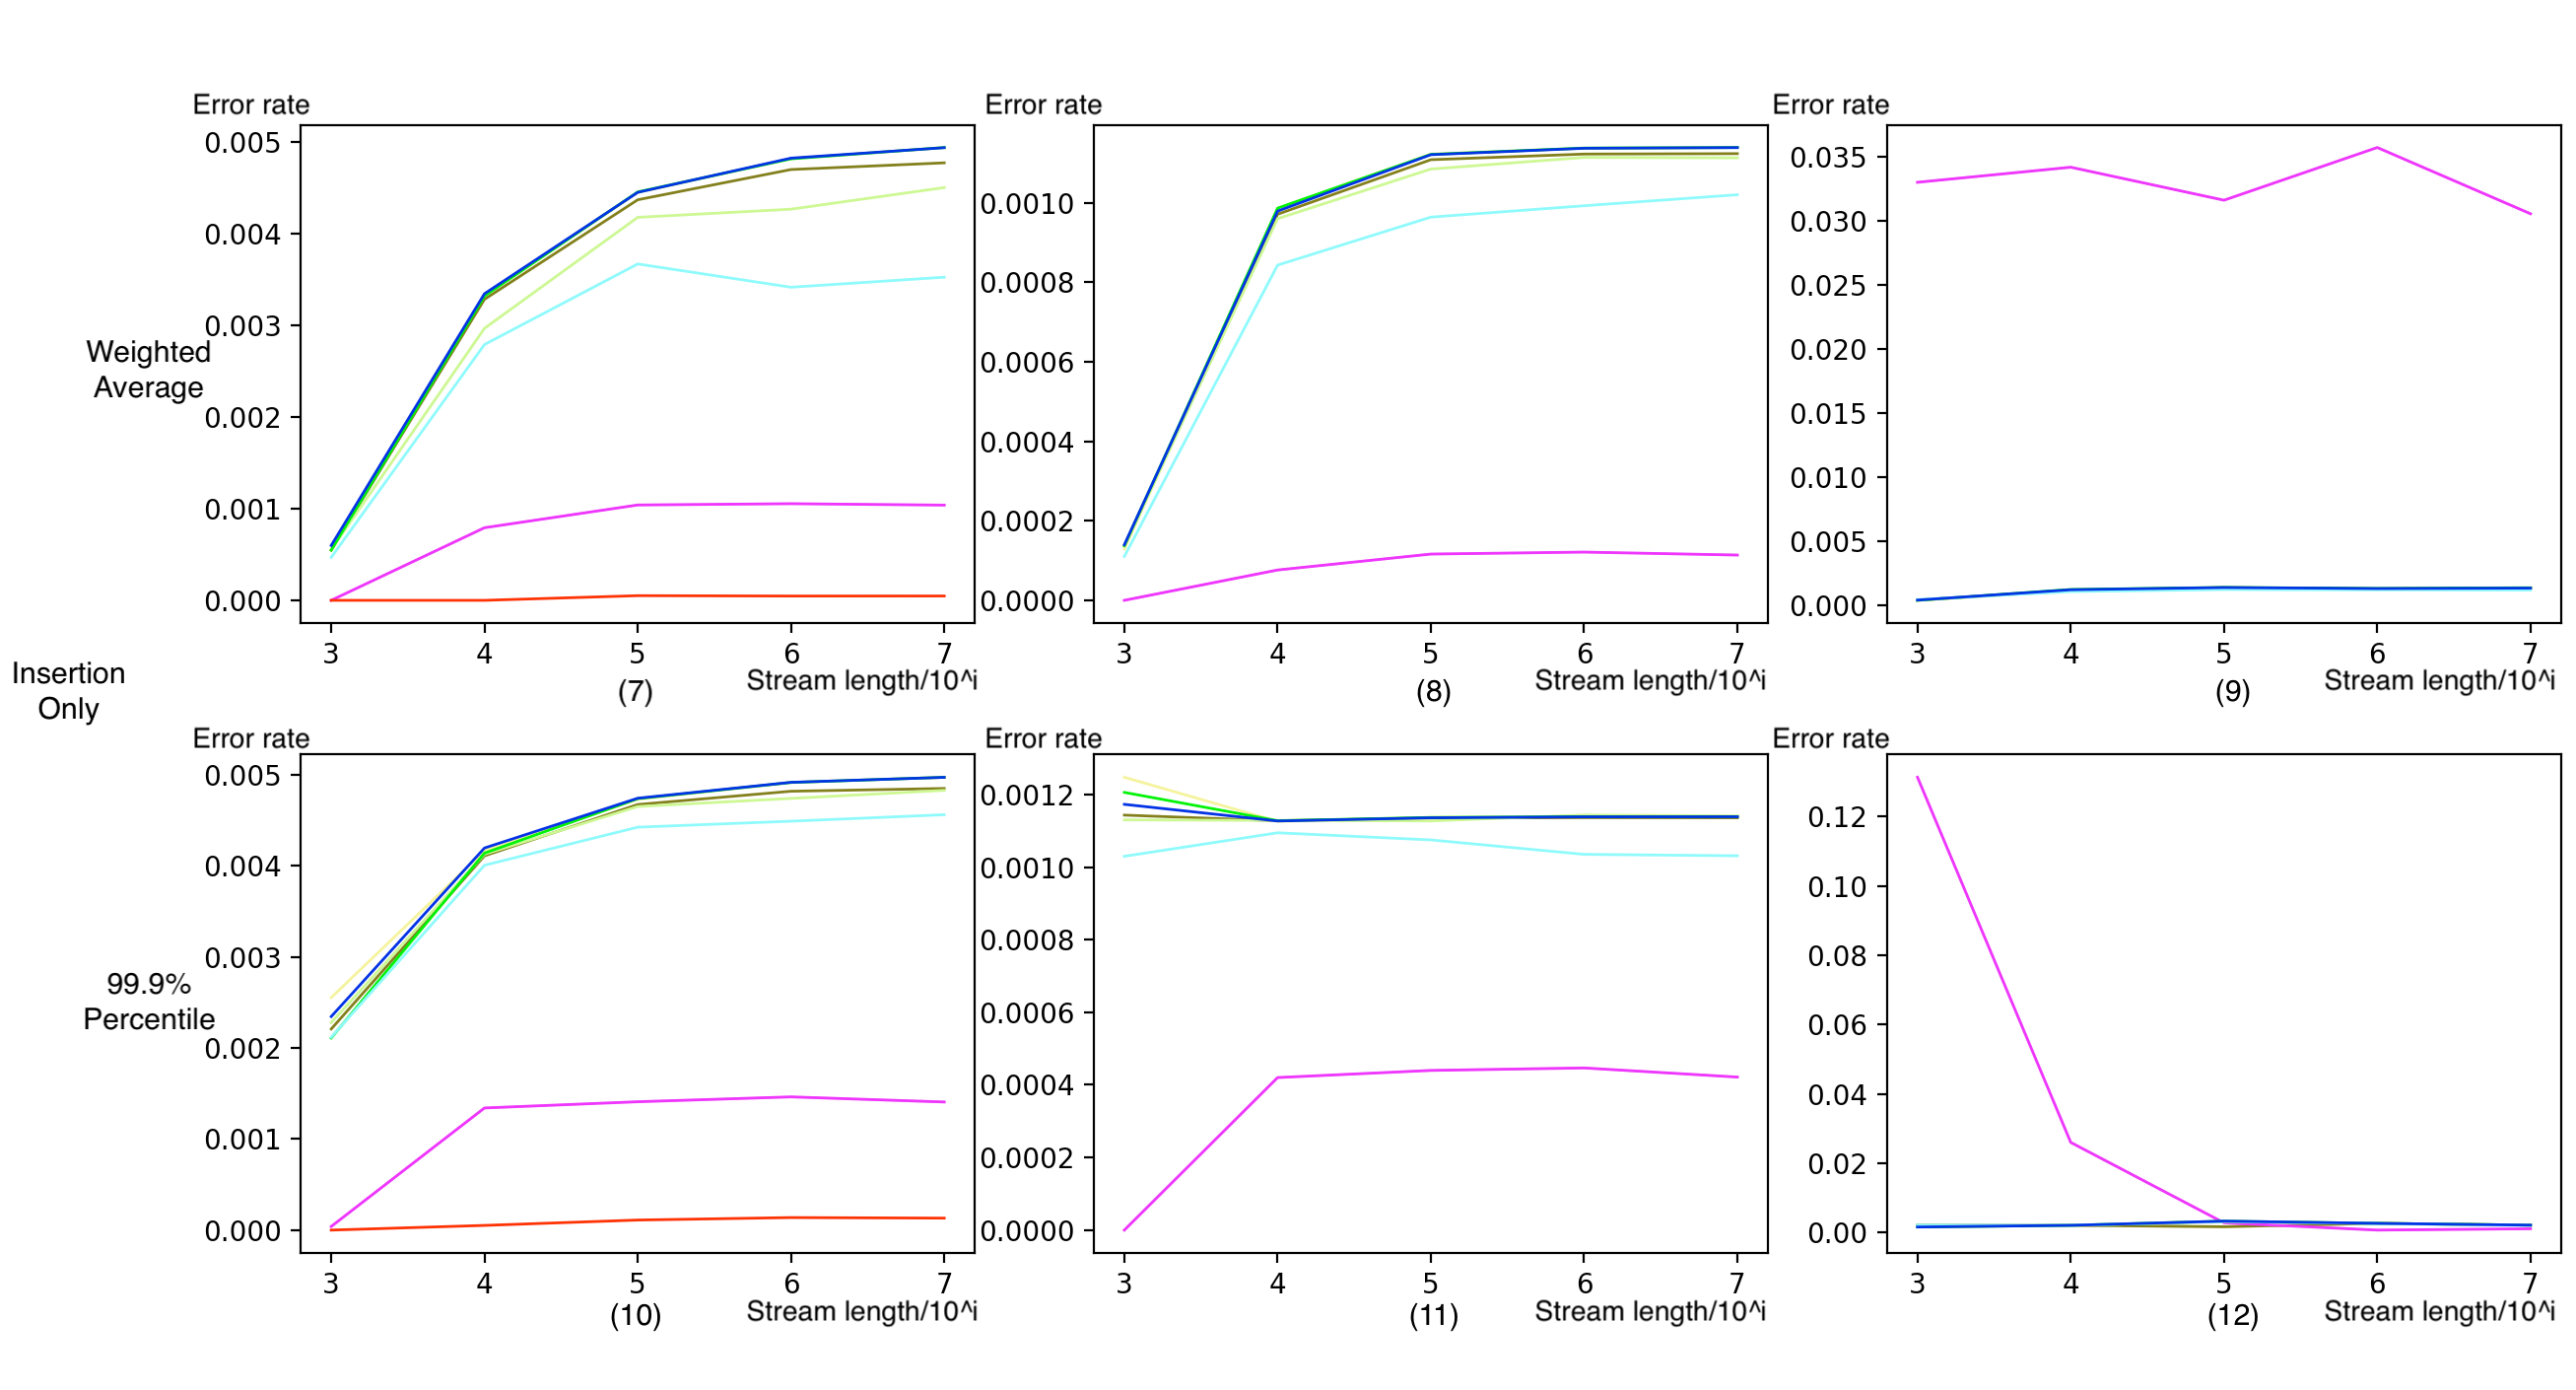 Error rate
Error rate
Error rate
0.005
0.004
0.003
0.002
0.001
0.000
0.0010
0.0008
0.0006
0.0004
0.0002
0.0000
0.035
0.030
0.025
0.020
0.015
0.010
0.005
0.000
Weighted
Average
3 4 5 6 7
3 4 5 6 7
3 4 5 6 7
Stream length/10^i
Stream length/10^i
Stream length/10^i
(7)
(8)
(9)
Insertion
Only
Error rate
Error rate
Error rate
0.005
0.004
0.003
0.002
0.001
0.000
0.0012
0.0010
0.0008
0.0006
0.0004
0.0002
0.0000
0.12
0.10
0.08
0.06
0.04
0.02
0.00
99.9%
Percentile
3 4 5 6 7
3 4 5 6 7
3 4 5 6 7
Stream length/10^i
Stream length/10^i
Stream length/10^i
(10)
(11)
(12)